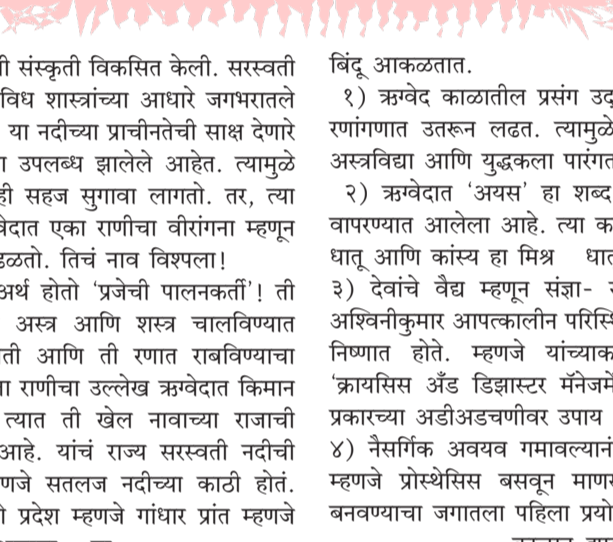 संस्कृती विकसित केली. सरस्वती
विध शास्त्रांच्या आधारे जगभरातले
या नदीच्या प्राचीनतेची साक्ष देणारे
उपलब्ध झालेले आहेत. त्यामुळे
ही सहज सुगावा लागतो. तर, त्या
वेदात एका राणीचा वीरांगना म्हणून
ळतो. तिचं नाव विश्पला!
अर्थ होतो ‘प्रजेची पालनकर्ती’! ती
अस्त्र आणि शस्त्र चालविण्यात
ती आणि ती रणात राबविण्याचा
राणीचा उल्लेख ऋग्वेदात किमान
त्यात ती खेल नावाच्या राजाची
आहे. यांचं राज्य सरस्वती नदीची
णजे सतलज नदीच्या काठी होतं.
प्रदेश म्हणजे गांधार प्रांत म्हणजे
बिंदू आकळतात.
१) ऋग्वेद काळातील प्रसंग उद
रणांगणात उतरून लढत. त्यामुळे
अस्त्रविद्या आणि युद्धकला पारंगत
२) ऋग्वेदात ‘अयस’ हा शब्द
वापरण्यात आलेला आहे. त्या क
धातू आणि कांस्य हा मिश्र धात
३) देवांचे वैद्य म्हणून संज्ञा-
अश्विनीकुमार आपत्कालीन परिस्थि
निष्णात होते. म्हणजे यांच्याक
‘क्रायसिस अँड डिझास्टर मॅनेजमें
प्रकारच्या अडीअडचणीवर उपाय
४) नैसर्गिक अवयव गमावल्यानं
म्हणजे प्रोस्थेसिस बसवून माणस
बनवण्याचा जगातला पहिला प्रयो